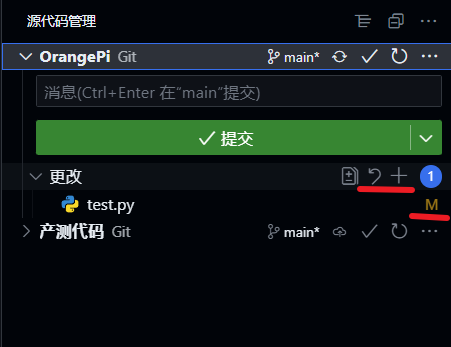 源代码管理
OrangePi Git main*
消息(Ctrl+Enter 在“main”提交)
提交
更改 1
test.py M
产测代码 Git main*